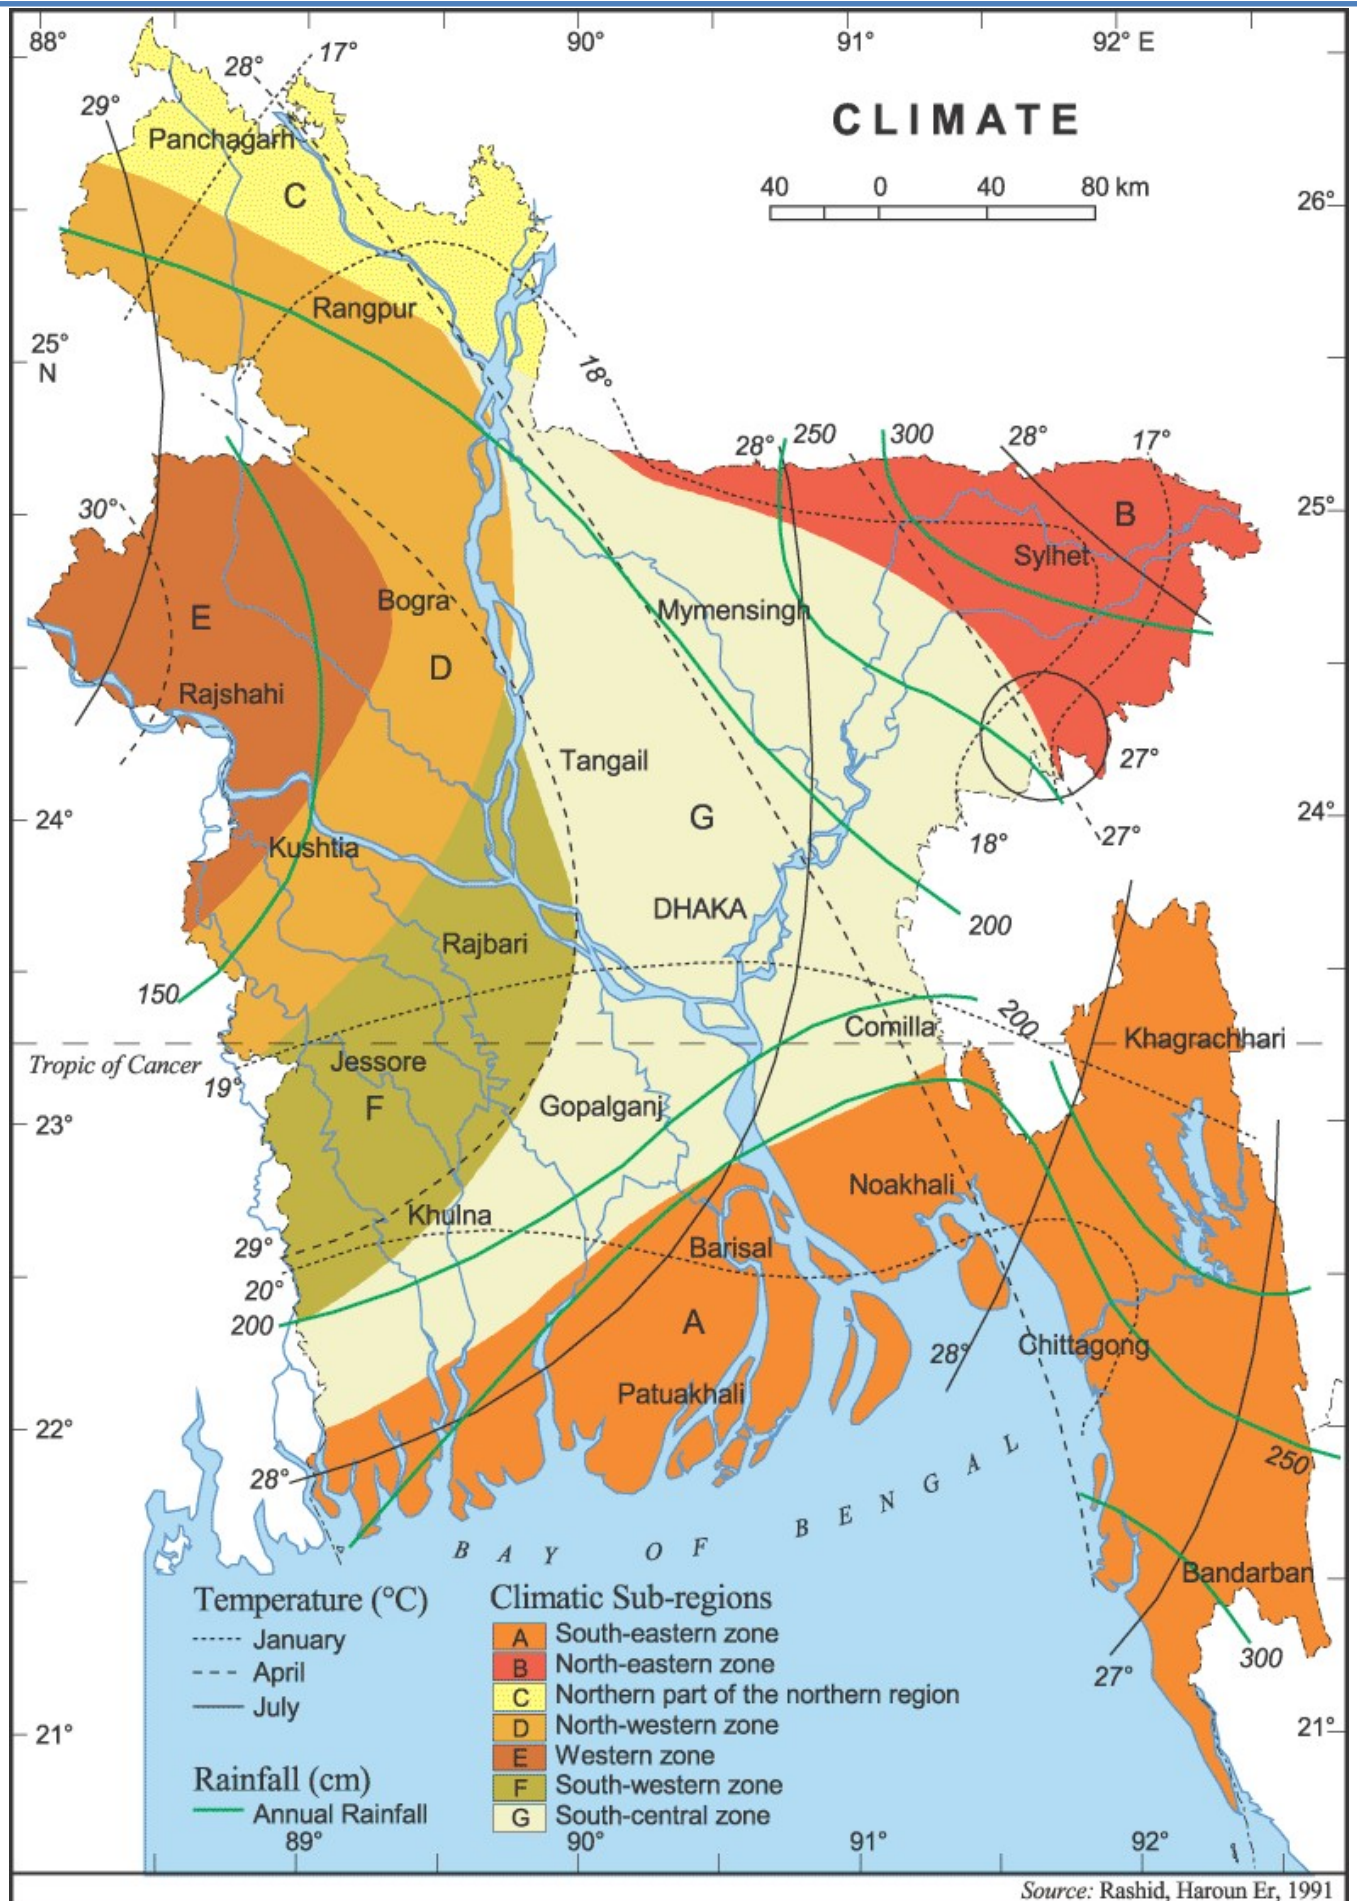 88°
90°
91°
92° E
28°
17°
29°
CLIMATE
Panchagarh
40 0 40 80 km
C
26°
Rangpur
25°
N
18°
28°
250
300
28°
17°
30°
B
25°
Sylhet
Bogra
Mymensingh
E
D
Rajshahi
Tangail
27°
G
24°
24°
18°
27°
Kushtia
DHAKA
200
Rajbari
150
Comilla
200
Khagrachhari
Tropic of Cancer
Jessore
19°
F
Gopalganj
23°
Noakhali
Khulna
29°
Barisal
20°
200
A
Chittagong
28°
Patuakhali
22°
28°
250
BAY OF BENGAL
Bandarban
Temperature (°C)
January
April
July
Rainfall (cm)
Annual Rainfall
Climatic Sub-regions
A South-eastern zone
B North-eastern zone
C Northern part of the northern region
D North-western zone
E Western zone
F South-western zone
G South-central zone
300
27°
21°
21°
89°
90°
91°
92°
Source: Rashid, Haroun Er, 1991